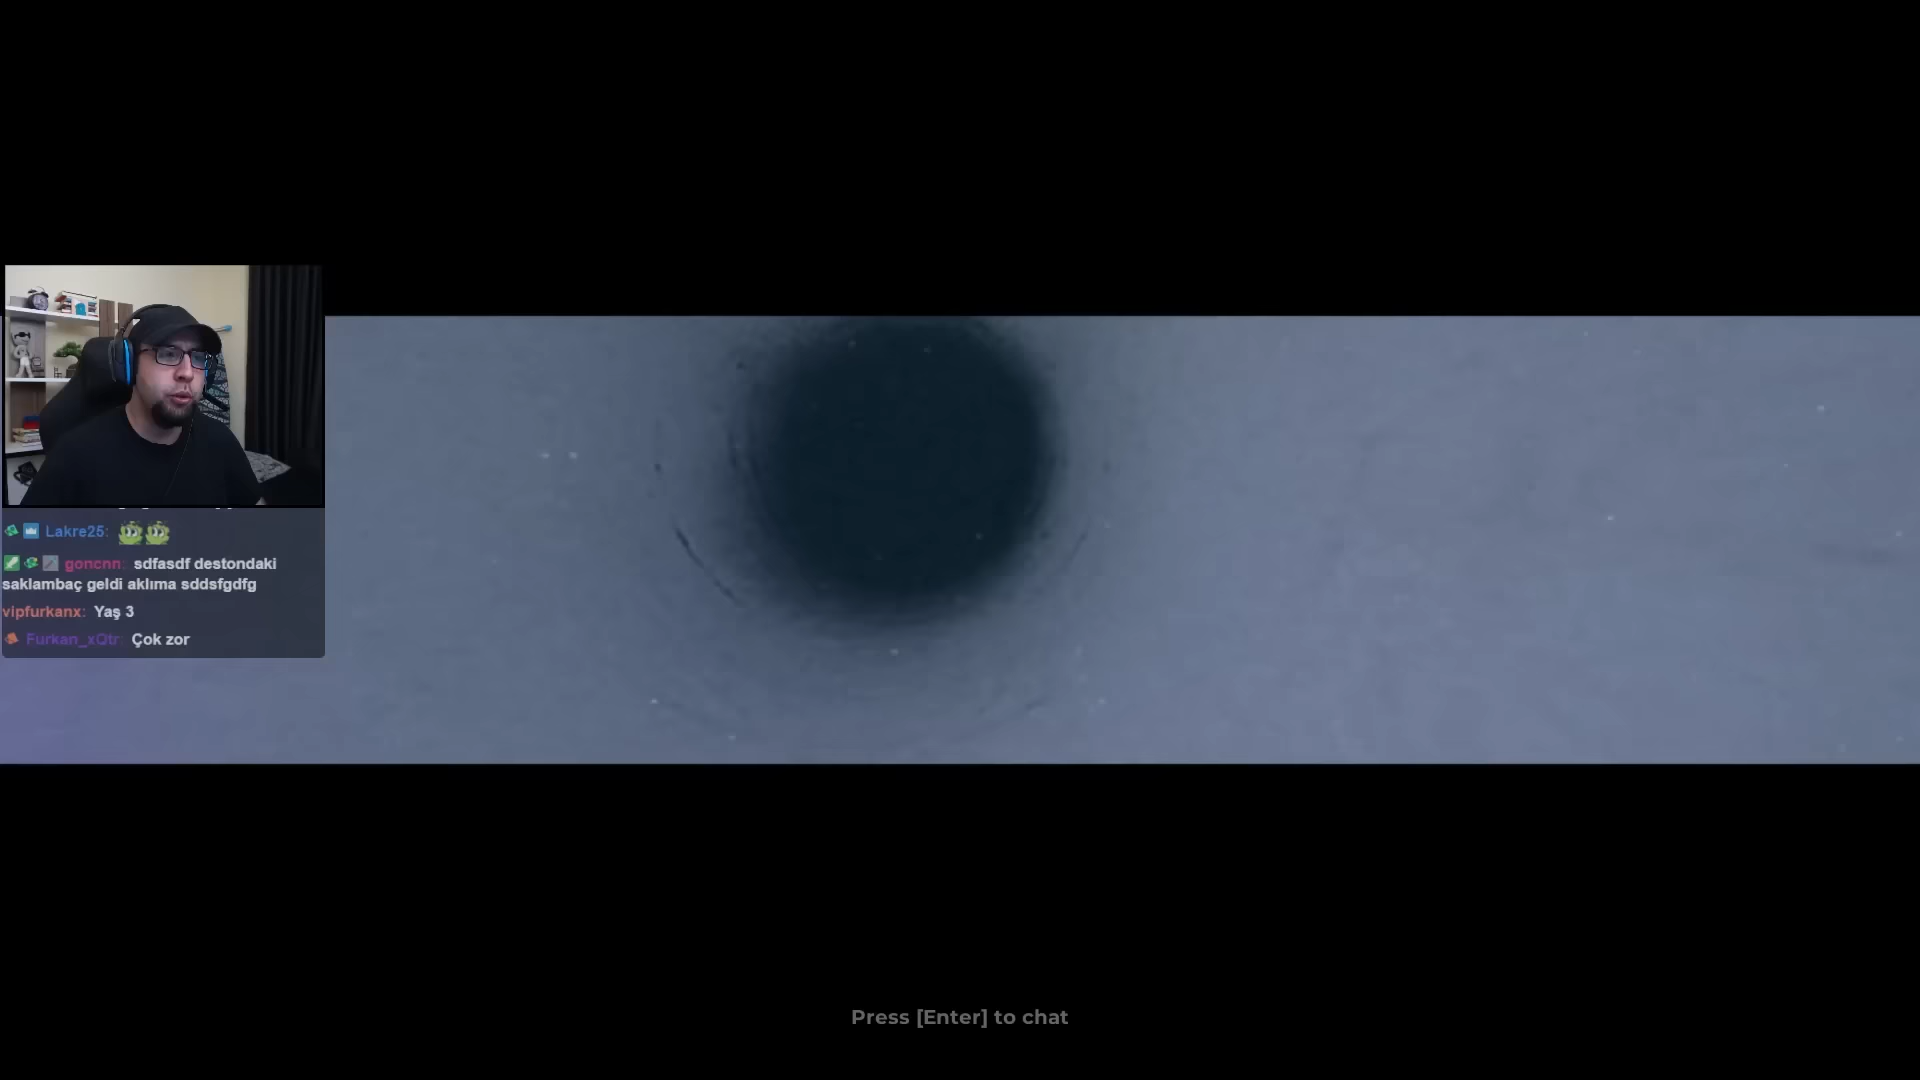 Lakre25:
goncnn: sdfasdf destondaki
saklambaç geldi aklıma sddsfgdfg
vipfurkanx: Yaş 3
Furkan_xQtr: Çok zor
Press [Enter] to chat